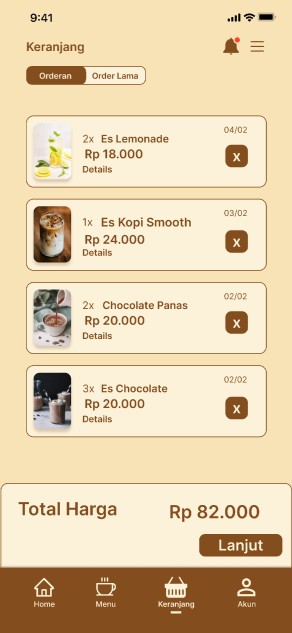 9:41
Keranjang
Orderan Order Lama
04/02
2x Es Lemonade
Rp 18.000
Details
X
03/02
1x Es Kopi Smooth
Rp 24.000
Details
X
02/02
2x Chocolate Panas
Rp 20.000
Details
X
02/02
3x Es Chocolate
Rp 20.000
Details
X
Total Harga Rp 82.000
Lanjut
Home Menu Keranjang Akun